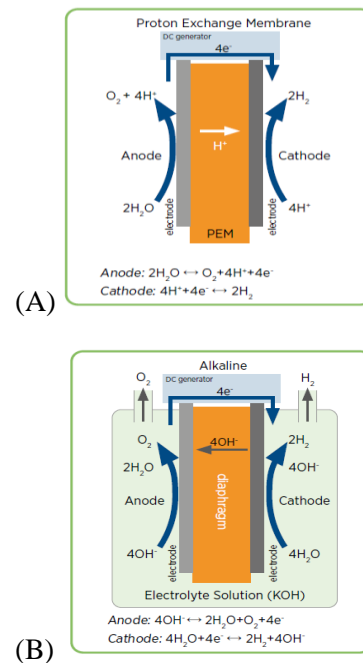 Proton Exchange Membrane
DC generator
4e⁻
O₂ + 4H⁺
2H₂
H⁺
Anode
Cathode
2H₂O
electrode
electrode
4H⁺
PEM
Anode: 2H₂O ↔ O₂+4H⁺+4e⁻
Cathode: 4H⁺+4e⁻ ↔ 2H₂
(A)
Alkaline
O₂
H₂
DC generator
4e⁻
O₂
4OH⁻
2H₂
2H₂O
4OH⁻
diaphragm
Anode
Cathode
4OH⁻
electrode
electrode
4H₂O
Electrolyte Solution (KOH)
Anode: 4OH⁻ ↔ 2H₂O+O₂+4e⁻
Cathode: 4H₂O+4e⁻ ↔ 2H₂+4OH⁻
(B)